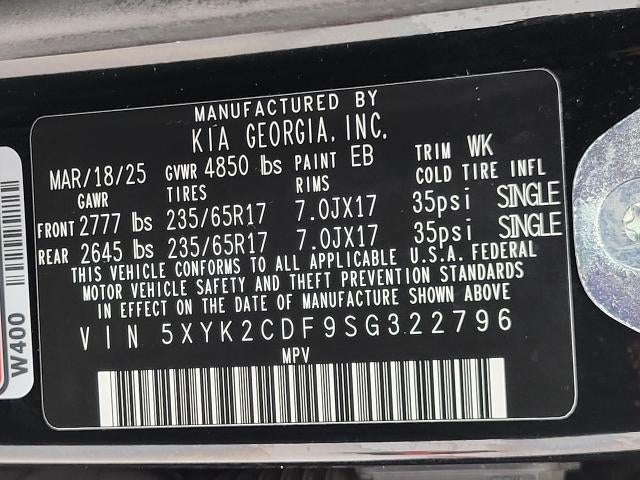 MANUFACTURED BY
KIA GEORGIA, INC.
MAR/18/25 GVWR 4850 lbs PAINT EB TRIM WK
GAWR TIRES RIMS COLD TIRE INFL
FRONT 2777 lbs 235/65R17 7.0JX17 35psi SINGLE
REAR 2645 lbs 235/65R17 7.0JX17 35psi SINGLE
THIS VEHICLE CONFORMS TO ALL APPLICABLE U.S.A. FEDERAL
MOTOR VEHICLE SAFETY AND THEFT PREVENTION STANDARDS
IN EFFECT ON THE DATE OF MANUFACTURE SHOWN ABOVE
VIN 5XYK2CDF9SG322796
MPV
W400